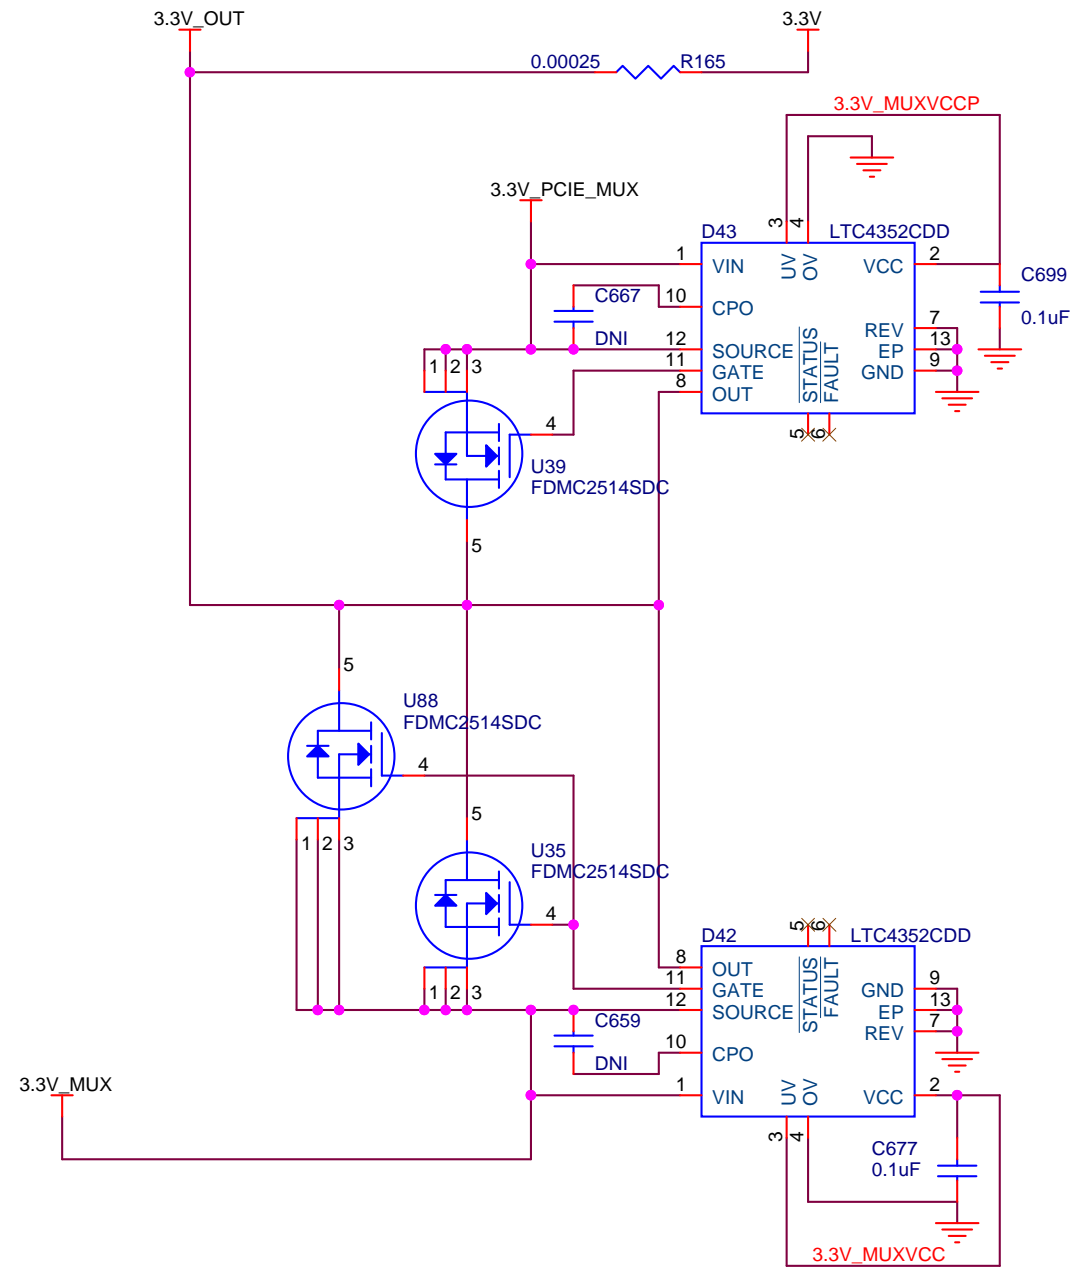 3.3V_OUT
3.3V
0.00025
R165
3.3V_MUXVCCP
3.3V_PCIE_MUX
3
4
D43
LTC4352CDD
1
VIN
UV
OV
VCC
2
C699
0.1uF
C667
10
CPO
DNI
REV
7
12
SOURCE
EP
13
11
GATE
GND
9
8
OUT
STATUS
FAULT
5
6
1
2
3
4
U39
FDMC2514SDC
5
5
U88
FDMC2514SDC
4
1
2
3
5
U35
FDMC2514SDC
4
1
2
3
5
6
D42
LTC4352CDD
8
OUT
11
GATE
12
SOURCE
STATUS
FAULT
GND
9
EP
13
REV
7
C659
10
CPO
DNI
3.3V_MUX
1
VIN
UV
OV
VCC
2
3
4
C677
0.1uF
3.3V_MUXVCC